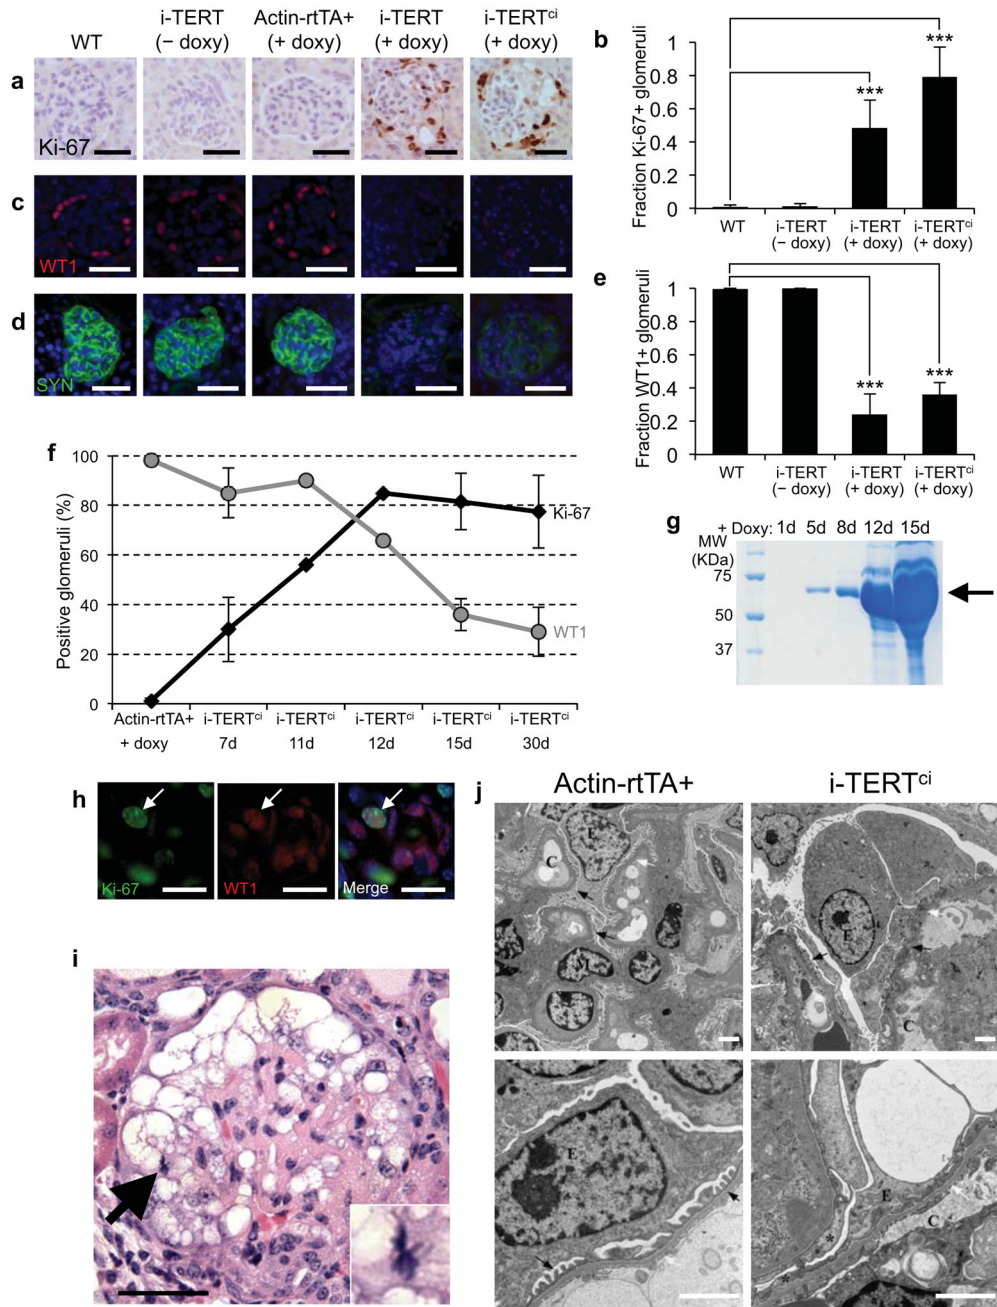 WT
i-TERT
(− doxy)
Actin-rtTA+
(+ doxy)
i-TERT
(+ doxy)
i-TERTᶜⁱ
(+ doxy)
a
Ki-67
c
WT1
d
SYN
b
Fraction Ki-67+ glomeruli
1
0.8
0.6
0.4
0.2
0
***
***
WT
i-TERT
(− doxy)
i-TERT
(+ doxy)
i-TERTᶜⁱ
(+ doxy)
e
Fraction WT1+ glomeruli
1
0.8
0.6
0.4
0.2
0
***
***
WT
i-TERT
(− doxy)
i-TERT
(+ doxy)
i-TERTᶜⁱ
(+ doxy)
f
Positive glomeruli (%)
100
80
60
40
20
0
Ki-67
WT1
Actin-rtTA+
+ doxy
i-TERTᶜⁱ
7d
i-TERTᶜⁱ
11d
i-TERTᶜⁱ
12d
i-TERTᶜⁱ
15d
i-TERTᶜⁱ
30d
g
+ Doxy: 1d 5d 8d 12d 15d
MW
(KDa)
75
50
37
h
Ki-67
WT1
Merge
i
j
Actin-rtTA+
i-TERTᶜⁱ
E
C
M
E
C
E
E
C
*
*